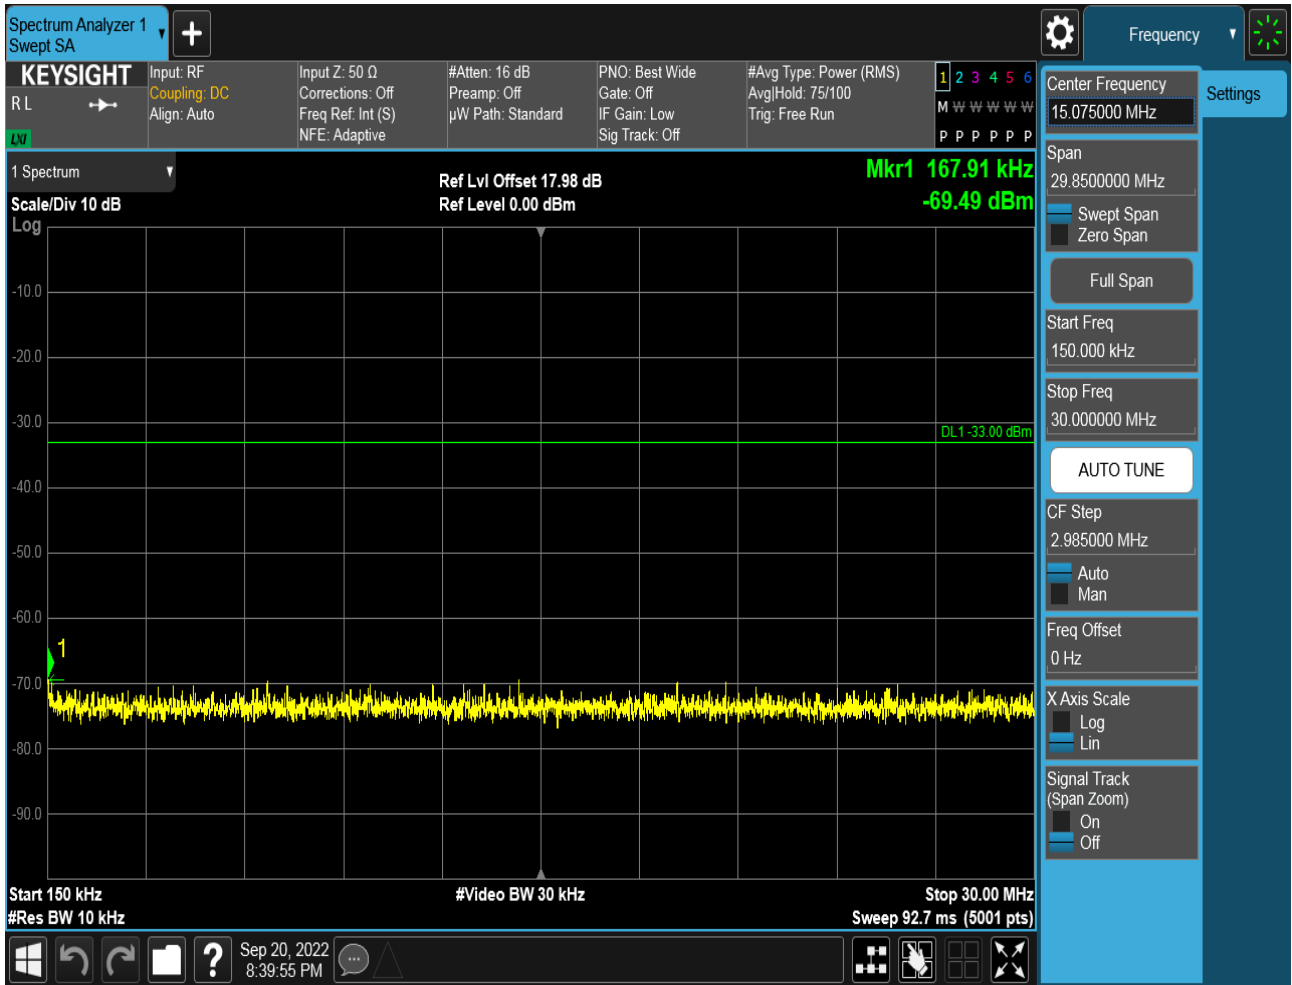 Spectrum Analyzer 1
Swept SA
Frequency
KEYSIGHT
R L
LXI
Input: RF
Coupling: DC
Align: Auto
Input Z: 50 Ω
Corrections: Off
Freq Ref: Int (S)
NFE: Adaptive
#Atten: 16 dB
Preamp: Off
µW Path: Standard
PNO: Best Wide
Gate: Off
IF Gain: Low
Sig Track: Off
#Avg Type: Power (RMS)
Avg|Hold: 75/100
Trig: Free Run
1 2 3 4 5 6
M W W W W W
P P P P P P
1 Spectrum
Scale/Div 10 dB
Log
Ref Lvl Offset 17.98 dB
Ref Level 0.00 dBm
Mkr1 167.91 kHz
-69.49 dBm
-10.0
-20.0
-30.0
DL1 -33.00 dBm
-40.0
-50.0
-60.0
1
-70.0
-80.0
-90.0
Start 150 kHz
#Video BW 30 kHz
Stop 30.00 MHz
#Res BW 10 kHz
Sweep 92.7 ms (5001 pts)
Center Frequency
15.075000 MHz
Settings
Span
29.8500000 MHz
Swept Span
Zero Span
Full Span
Start Freq
150.000 kHz
Stop Freq
30.000000 MHz
AUTO TUNE
CF Step
2.985000 MHz
Auto
Man
Freq Offset
0 Hz
X Axis Scale
Log
Lin
Signal Track
(Span Zoom)
On
Off
?
Sep 20, 2022
8:39:55 PM